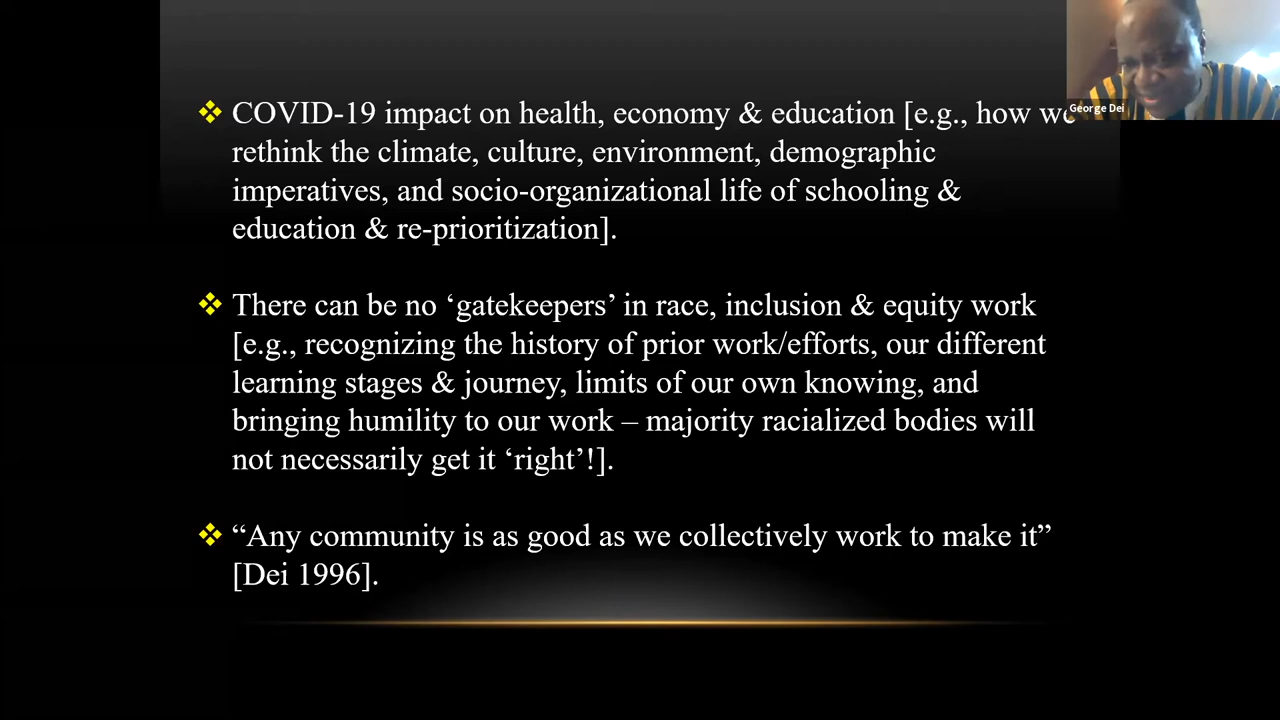 COVID-19 impact on health, economy & education [e.g., how we
rethink the climate, culture, environment, demographic
imperatives, and socio-organizational life of schooling &
education & re-prioritization].
There can be no ‘gatekeepers’ in race, inclusion & equity work
[e.g., recognizing the history of prior work/efforts, our different
learning stages & journey, limits of our own knowing, and
bringing humility to our work – majority racialized bodies will
not necessarily get it ‘right’!].
“Any community is as good as we collectively work to make it”
[Dei 1996].
George Dei